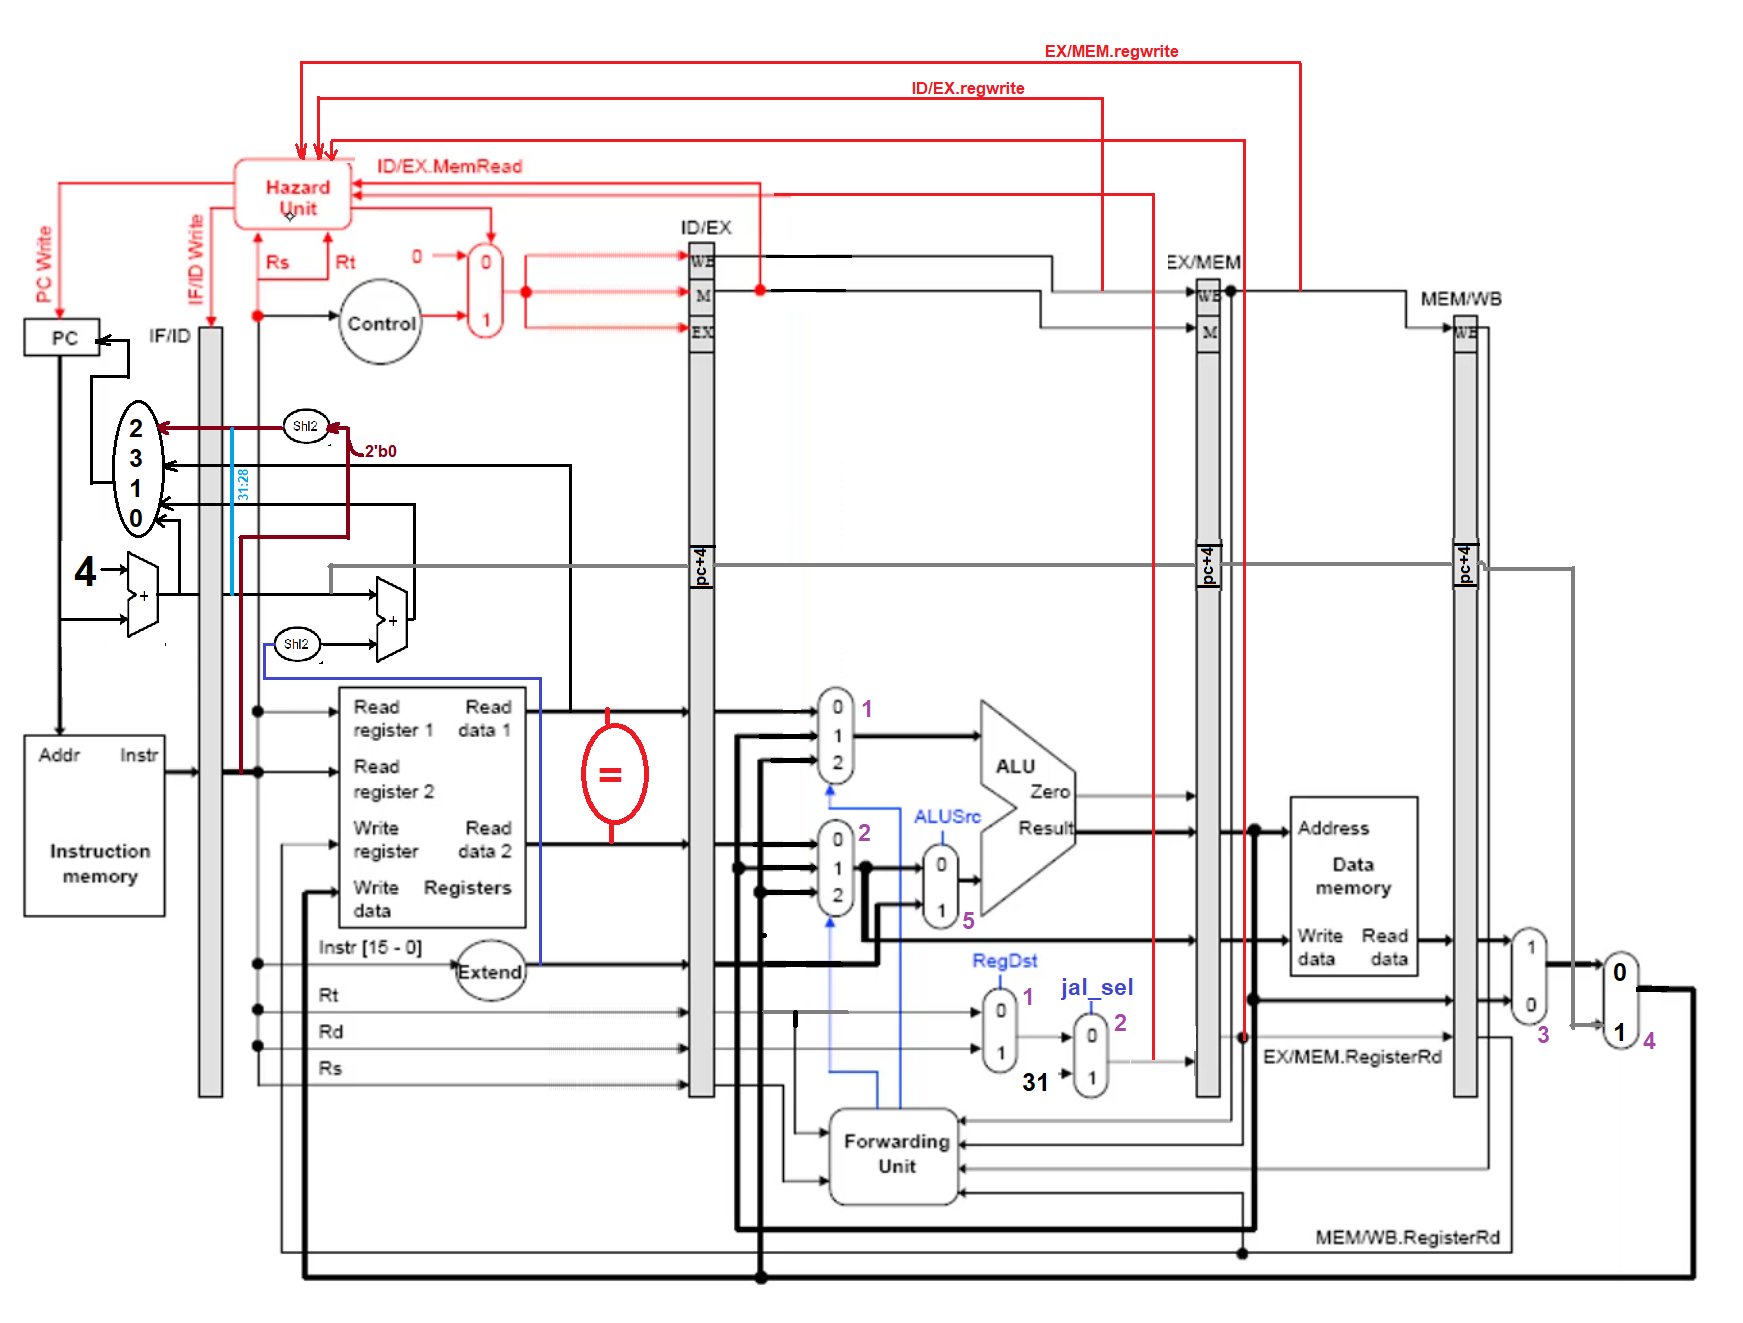 EX/MEM.regwrite
ID/EX.regwrite
ID/EX.MemRead
Hazard
Unit
PC Write
IF/ID Write
Rs
Rt
0
0
1
Control
ID/EX
WB
M
EX
EX/MEM
WB
M
MEM/WB
WB
PC
IF/ID
2
3
1
0
Shl2
2'b0
31:28
4
+
Shl2
+
pc+4
pc+4
pc+4
Addr
Instr
Instruction
memory
Read
register 1
Read
data 1
Read
register 2
Write
register
Read
data 2
Write
data
Registers
=
0
1
2
1
0
1
2
2
ALUSrc
0
1
5
ALU
Zero
Result
Address
Data
memory
Write
data
Read
data
1
0
3
0
1
4
Instr [15 - 0]
Extend
Rt
Rd
Rs
RegDst
0
1
1
jal_sel
0
1
2
31
EX/MEM.RegisterRd
Forwarding
Unit
MEM/WB.RegisterRd